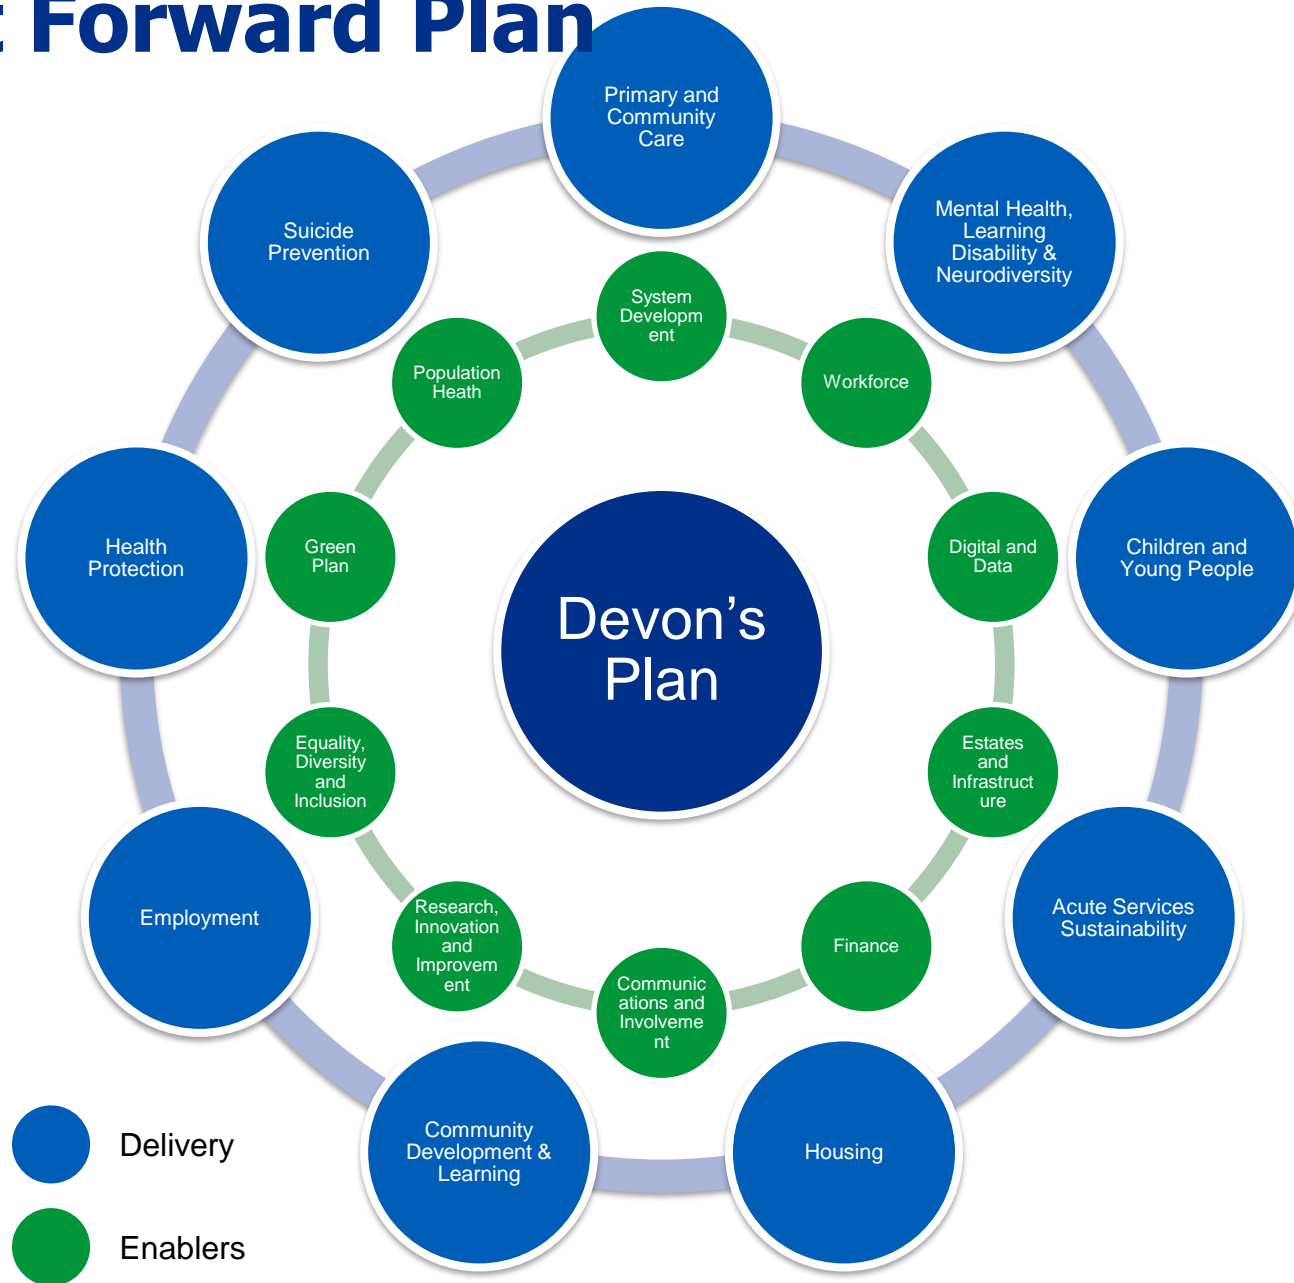 t Forward Plan
Primary and
Community
Care
Mental Health,
Learning
Disability &
Neurodiversity
Children and
Young People
Acute Services
Sustainability
Housing
Community
Development &
Learning
Employment
Health
Protection
Suicide
Prevention
System
Developm
ent
Workforce
Digital and
Data
Estates
and
Infrastruct
ure
Finance
Communic
ations and
Involveme
nt
Research,
Innovation
and
Improvem
ent
Equality,
Diversity
and
Inclusion
Green
Plan
Population
Heath
Devon’s
Plan
Delivery
Enablers